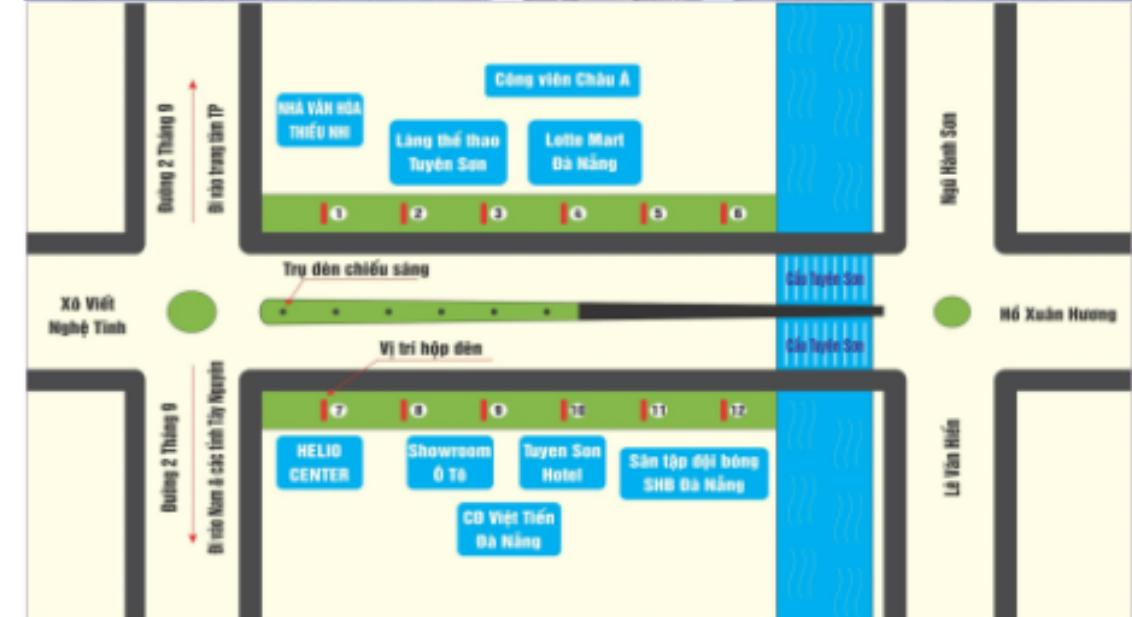 Công viên Châu Á
NHÀ VĂN HÓA
THIẾU NHI
Làng thể thao
Tuyên Sơn
Lotte Mart
Đà Nẵng
Đường 2 Tháng 9
Đi vào trung tâm TP
Ngũ Hành Sơn
1
2
3
4
5
6
Trụ đèn chiếu sáng
Cầu Tuyên Sơn
Xô Viết
Nghệ Tĩnh
Hồ Xuân Hương
Vị trí hộp đèn
Cầu Tuyên Sơn
Đường 2 Tháng 9
Đi vào Nam & các tỉnh Tây Nguyên
Lê Văn Hiến
7
8
9
10
11
12
HELIO
CENTER
Showroom
Ô Tô
Tuyen Son
Hotel
Sân tập đội bóng
SHB Đà Nẵng
CĐ Việt Tiến
Đà Nẵng